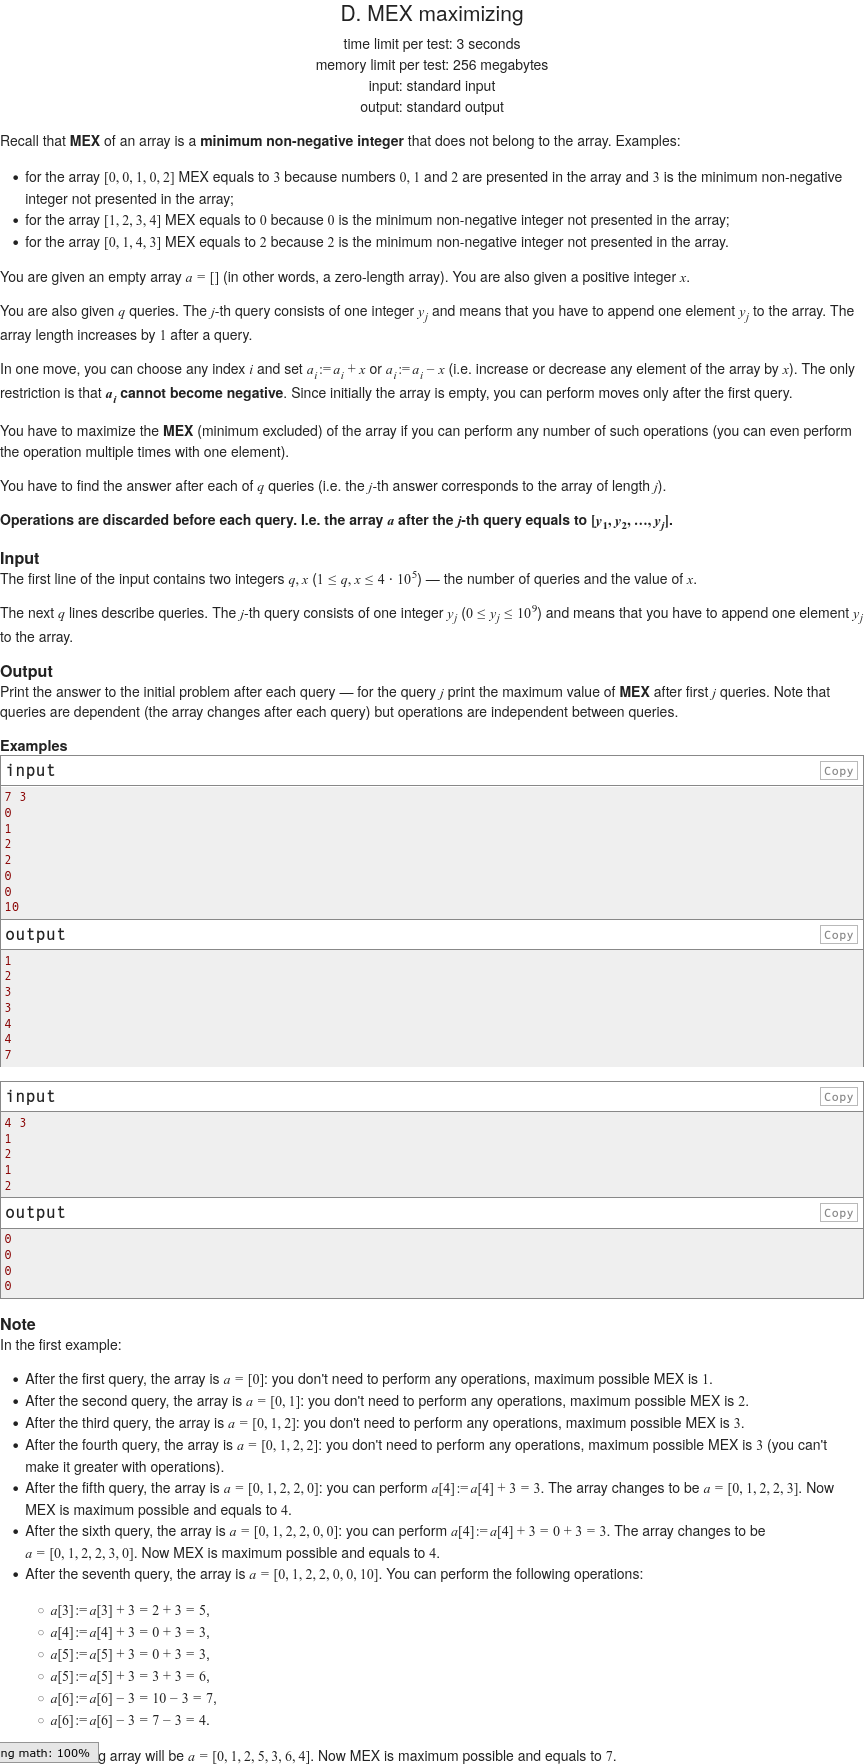 D. MEX maximizing
time limit per test: 3 seconds
memory limit per test: 256 megabytes
input: standard input
output: standard output
Recall that MEX of an array is a minimum non-negative integer that does not belong to the array. Examples:
• for the array [0, 0, 1, 0, 2] MEX equals to 3 because numbers 0, 1 and 2 are presented in the array and 3 is the minimum non-negative
integer not presented in the array;
• for the array [1, 2, 3, 4] MEX equals to 0 because 0 is the minimum non-negative integer not presented in the array;
• for the array [0, 1, 4, 3] MEX equals to 2 because 2 is the minimum non-negative integer not presented in the array.
You are given an empty array a = [] (in other words, a zero-length array). You are also given a positive integer x.
You are also given q queries. The j-th query consists of one integer y_j and means that you have to append one element y_j to the array. The
array length increases by 1 after a query.
In one move, you can choose any index i and set a_i := a_i + x or a_i := a_i − x (i.e. increase or decrease any element of the array by x). The only
restriction is that a_i cannot become negative. Since initially the array is empty, you can perform moves only after the first query.
You have to maximize the MEX (minimum excluded) of the array if you can perform any number of such operations (you can even perform
the operation multiple times with one element).
You have to find the answer after each of q queries (i.e. the j-th answer corresponds to the array of length j).
Operations are discarded before each query. I.e. the array a after the j-th query equals to [y_1, y_2, …, y_j].
Input
The first line of the input contains two integers q, x (1 ≤ q, x ≤ 4 · 10^5) — the number of queries and the value of x.
The next q lines describe queries. The j-th query consists of one integer y_j (0 ≤ y_j ≤ 10^9) and means that you have to append one element y_j
to the array.
Output
Print the answer to the initial problem after each query — for the query j print the maximum value of MEX after first j queries. Note that
queries are dependent (the array changes after each query) but operations are independent between queries.
Examples
input Copy
7 3
0
1
2
2
0
0
10
output Copy
1
2
3
3
4
4
7
input Copy
4 3
1
2
1
2
output Copy
0
0
0
0
Note
In the first example:
• After the first query, the array is a = [0]: you don't need to perform any operations, maximum possible MEX is 1.
• After the second query, the array is a = [0, 1]: you don't need to perform any operations, maximum possible MEX is 2.
• After the third query, the array is a = [0, 1, 2]: you don't need to perform any operations, maximum possible MEX is 3.
• After the fourth query, the array is a = [0, 1, 2, 2]: you don't need to perform any operations, maximum possible MEX is 3 (you can't
make it greater with operations).
• After the fifth query, the array is a = [0, 1, 2, 2, 0]: you can perform a[4] := a[4] + 3 = 3. The array changes to be a = [0, 1, 2, 2, 3]. Now
MEX is maximum possible and equals to 4.
• After the sixth query, the array is a = [0, 1, 2, 2, 0, 0]: you can perform a[4] := a[4] + 3 = 0 + 3 = 3. The array changes to be
a = [0, 1, 2, 2, 3, 0]. Now MEX is maximum possible and equals to 4.
• After the seventh query, the array is a = [0, 1, 2, 2, 0, 0, 10]. You can perform the following operations:
○ a[3] := a[3] + 3 = 2 + 3 = 5,
○ a[4] := a[4] + 3 = 0 + 3 = 3,
○ a[5] := a[5] + 3 = 0 + 3 = 3,
○ a[5] := a[5] + 3 = 3 + 3 = 6,
○ a[6] := a[6] − 3 = 10 − 3 = 7,
○ a[6] := a[6] − 3 = 7 − 3 = 4.
ng math: 100% g array will be a = [0, 1, 2, 5, 3, 6, 4]. Now MEX is maximum possible and equals to 7.